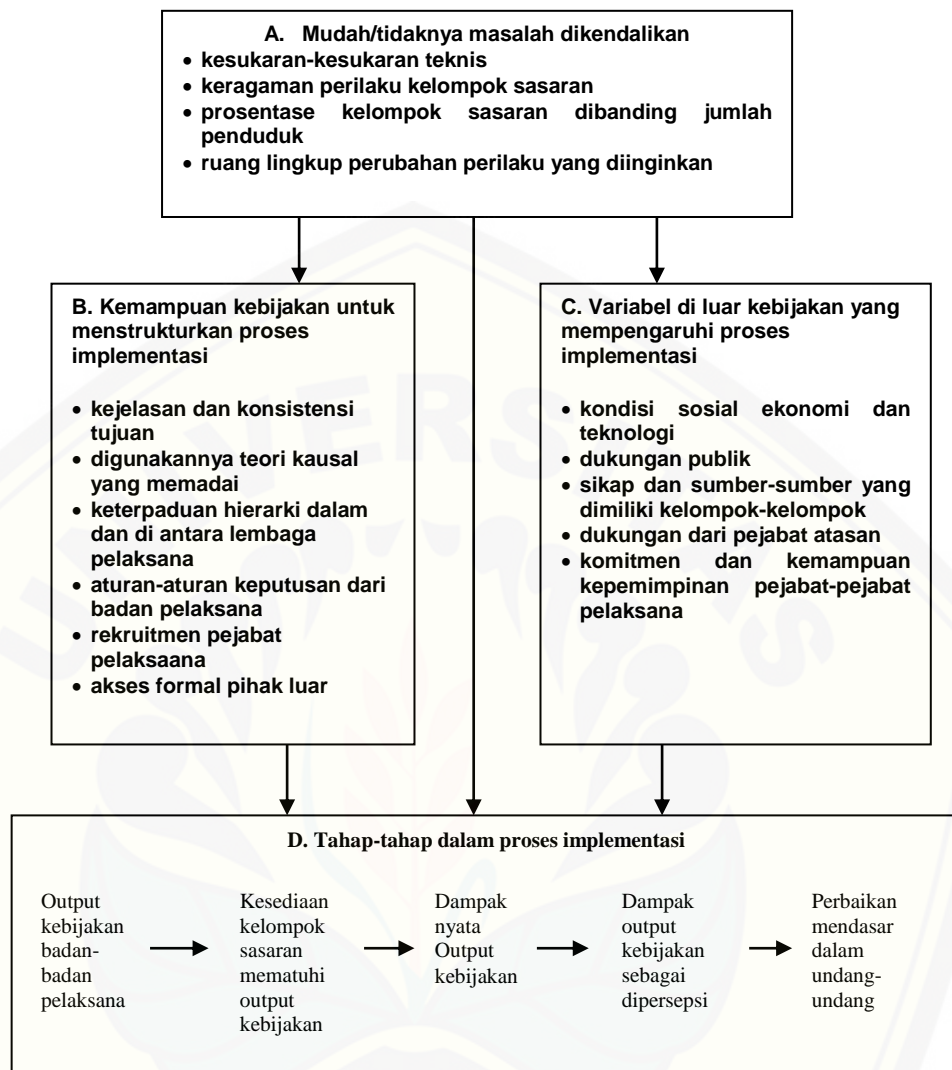 A. Mudah/tidaknya masalah dikendalikan
• kesukaran-kesukaran teknis
• keragaman perilaku kelompok sasaran
• prosentase kelompok sasaran dibanding jumlah
penduduk
• ruang lingkup perubahan perilaku yang diinginkan
B. Kemampuan kebijakan untuk
menstrukturkan proses
implementasi
• kejelasan dan konsistensi
tujuan
• digunakannya teori kausal
yang memadai
• keterpaduan hierarki dalam
dan di antara lembaga
pelaksana
• aturan-aturan keputusan dari
badan pelaksana
• rekruitmen pejabat
pelaksaana
• akses formal pihak luar
C. Variabel di luar kebijakan yang
mempengaruhi proses
implementasi
• kondisi sosial ekonomi dan
teknologi
• dukungan publik
• sikap dan sumber-sumber yang
dimiliki kelompok-kelompok
• dukungan dari pejabat atasan
• komitmen dan kemampuan
kepemimpinan pejabat-pejabat
pelaksana
D. Tahap-tahap dalam proses implementasi
Output
kebijakan
badan-
badan
pelaksana
Kesediaan
kelompok
sasaran
mematuhi
output
kebijakan
Dampak
nyata
Output
kebijakan
Dampak
output
kebijakan
sebagai
dipersepsi
Perbaikan
mendasar
dalam
undang-
undang
UNIVERSITAS